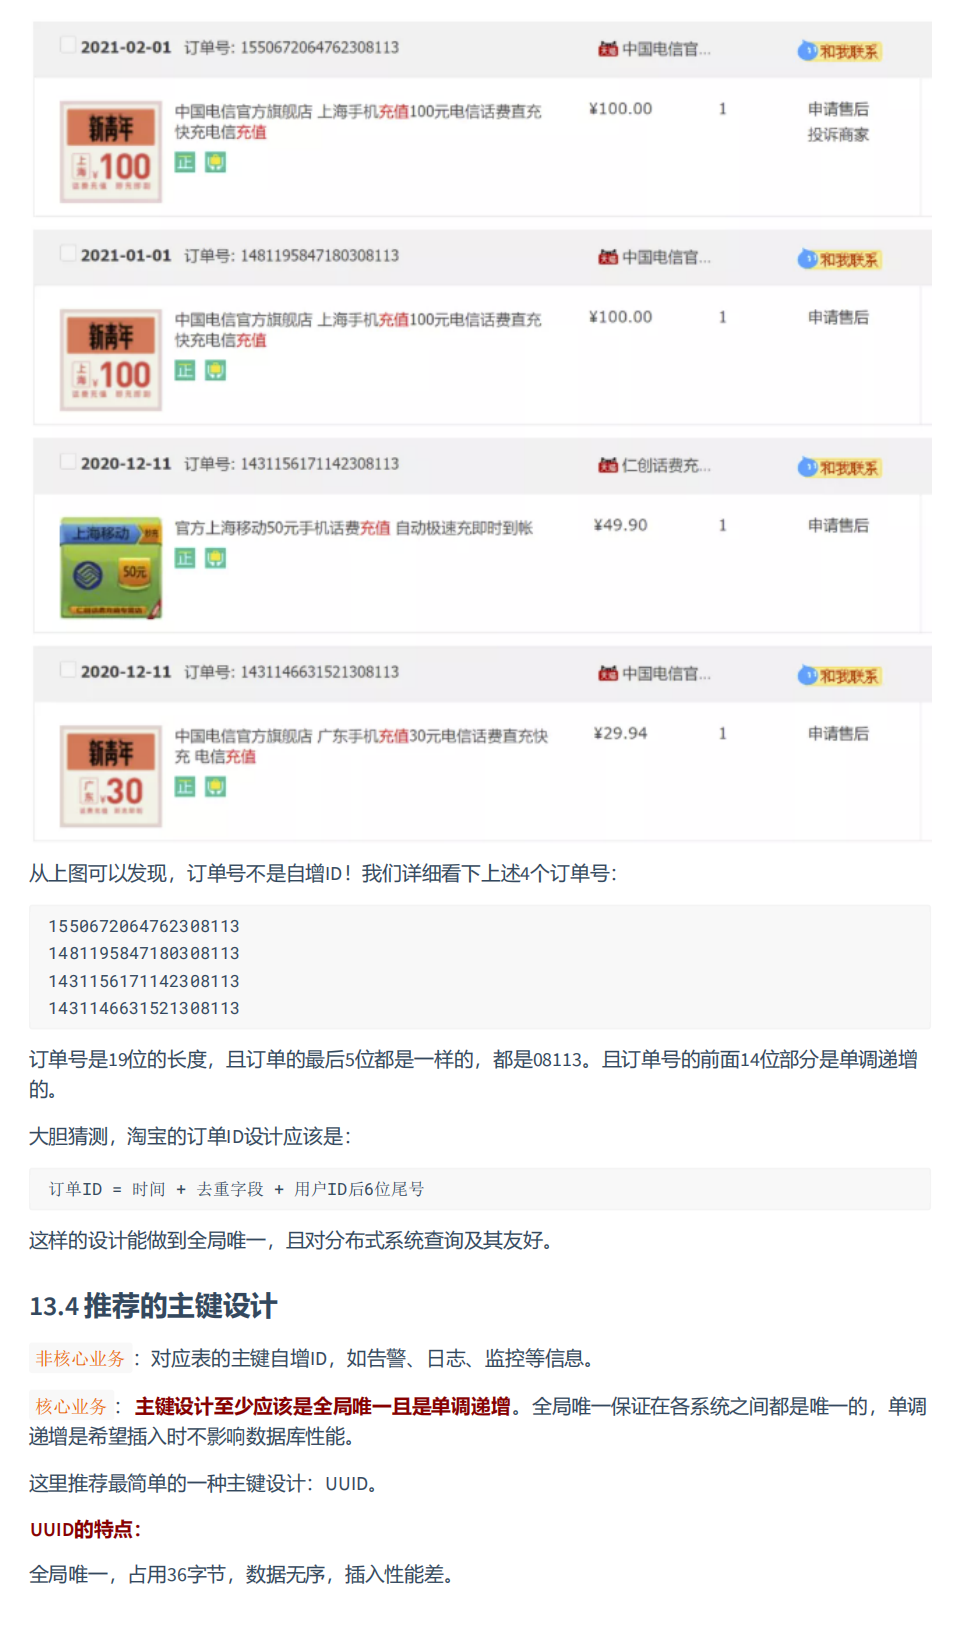 2021-02-01 订单号: 1550672064762308113 天猫 中国电信官... 和我联系
新青年
上海 ¥100
中国电信官方旗舰店 上海手机充值100元电信话费直充
快充电信充值
正
¥100.00 1 申请售后
投诉商家
2021-01-01 订单号: 1481195847180308113 天猫 中国电信官... 和我联系
新青年
上海 ¥100
中国电信官方旗舰店 上海手机充值100元电信话费直充
快充电信充值
正
¥100.00 1 申请售后
2020-12-11 订单号: 1431156171142308113 天猫 仁创话费充... 和我联系
上海移动
50元
官方上海移动50元手机话费充值 自动极速充即时到帐
正
¥49.90 1 申请售后
2020-12-11 订单号: 1431146631521308113 天猫 中国电信官... 和我联系
新青年
广东 ¥30
中国电信官方旗舰店 广东手机充值30元电信话费直充快
充 电信充值
正
¥29.94 1 申请售后
从上图可以发现，订单号不是自增ID！我们详细看下上述4个订单号：
1550672064762308113
1481195847180308113
1431156171142308113
1431146631521308113
订单号是19位的长度，且订单的最后5位都是一样的，都是08113。且订单号的前面14位部分是单调递增
的。
大胆猜测，淘宝的订单ID设计应该是：
订单ID = 时间 + 去重字段 + 用户ID后6位尾号
这样的设计能做到全局唯一，且对分布式系统查询及其友好。
13.4 推荐的主键设计
非核心业务：对应表的主键自增ID，如告警、日志、监控等信息。
核心业务：主键设计至少应该是全局唯一且是单调递增。全局唯一保证在各系统之间都是唯一的，单调
递增是希望插入时不影响数据库性能。
这里推荐最简单的一种主键设计：UUID。
UUID的特点：
全局唯一，占用36字节，数据无序，插入性能差。